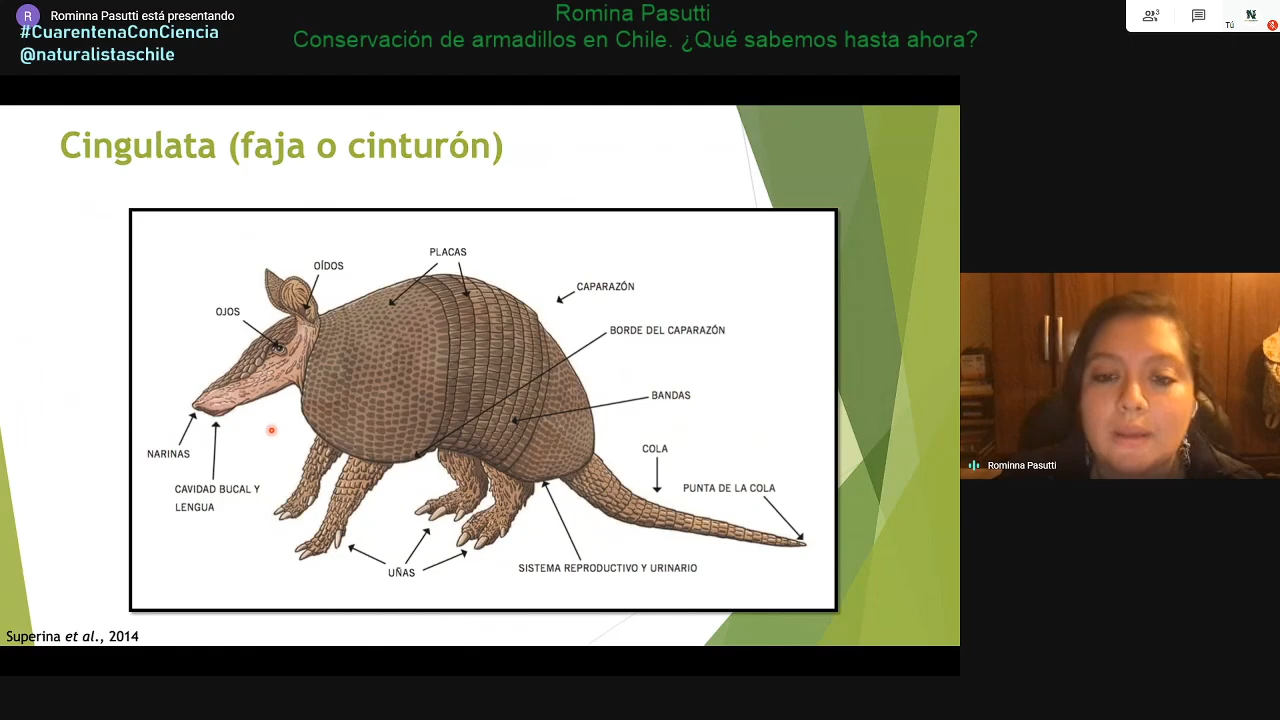 R Rominna Pasutti está presentando
#CuarentenaConCiencia
@naturalistaschile
Romina Pasutti
Conservación de armadillos en Chile. ¿Qué sabemos hasta ahora?
3
Tú
Cingulata (faja o cinturón)
PLACAS
OÍDOS
CAPARAZÓN
OJOS
BORDE DEL CAPARAZÓN
BANDAS
COLA
NARINAS
PUNTA DE LA COLA
CAVIDAD BUCAL Y
LENGUA
SISTEMA REPRODUCTIVO Y URINARIO
UÑAS
Superina et al., 2014
Rominna Pasutti